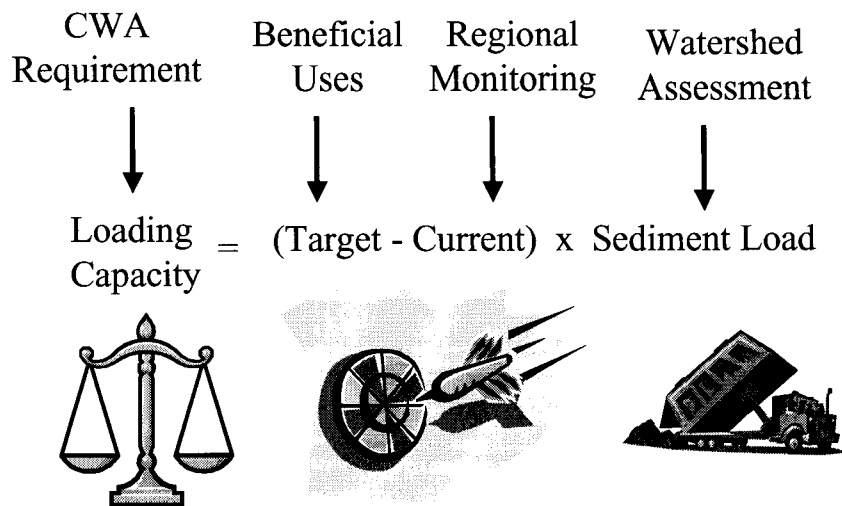 CWA
Requirement
Beneficial
Uses
Regional
Monitoring
Watershed
Assessment
Loading
Capacity
= (Target - Current) x Sediment Load